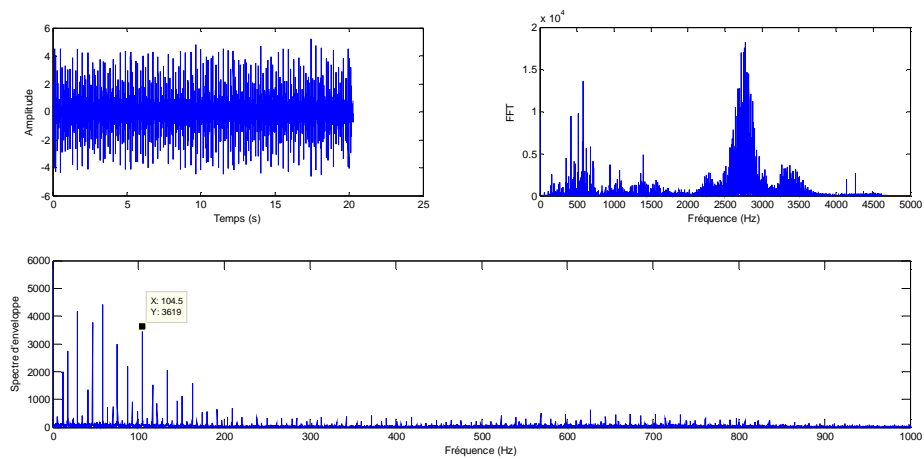 6
4
2
0
-2
-4
-6
0 5 10 15 20 25
Amplitude
Temps (s)
x 10^4
2
1.5
1
0.5
0
0 500 1000 1500 2000 2500 3000 3500 4000 4500 5000
FFT
Fréquence (Hz)
6000
5000
4000
3000
2000
1000
0
0 100 200 300 400 500 600 700 800 900 1000
Spectre d'enveloppe
Fréquence (Hz)
X: 104.5
Y: 3619